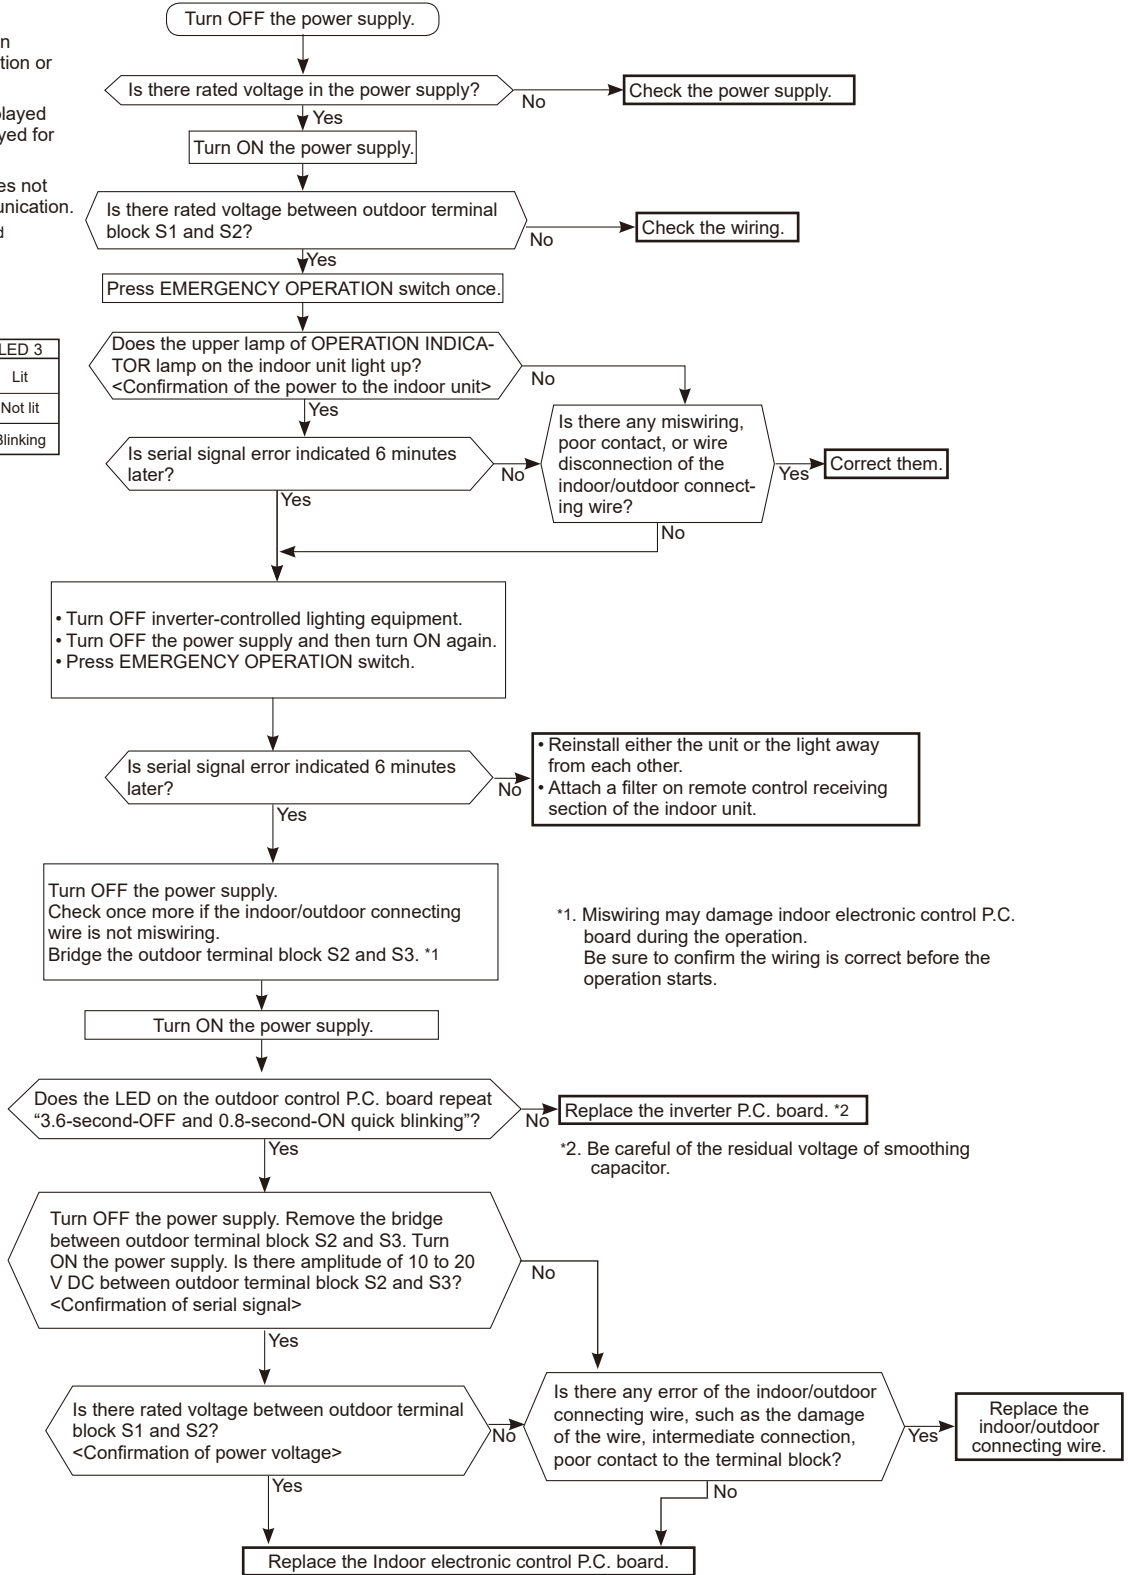 Turn OFF the power supply.
Is there rated voltage in the power supply?
No
Check the power supply.
Yes
Turn ON the power supply.
Is there rated voltage between outdoor terminal
block S1 and S2?
No
Check the wiring.
Yes
Press EMERGENCY OPERATION switch once.
LED 3
Lit
Not lit
Does the upper lamp of OPERATION INDICA-
TOR lamp on the indoor unit light up?
<Confirmation of the power to the indoor unit>
No
Yes
Is serial signal error indicated 6 minutes
later?
No
Is there any miswiring,
poor contact, or wire
disconnection of the
indoor/outdoor connect-
ing wire?
Yes
Correct them.
Yes
No
• Turn OFF inverter-controlled lighting equipment.
• Turn OFF the power supply and then turn ON again.
• Press EMERGENCY OPERATION switch.
Is serial signal error indicated 6 minutes
later?
No
• Reinstall either the unit or the light away
from each other.
• Attach a filter on remote control receiving
section of the indoor unit.
Yes
Turn OFF the power supply.
Check once more if the indoor/outdoor connecting
wire is not miswiring.
Bridge the outdoor terminal block S2 and S3. *1
*1. Miswiring may damage indoor electronic control P.C.
board during the operation.
Be sure to confirm the wiring is correct before the
operation starts.
Turn ON the power supply.
Does the LED on the outdoor control P.C. board repeat
“3.6-second-OFF and 0.8-second-ON quick blinking”?
No
Replace the inverter P.C. board. *2
*2. Be careful of the residual voltage of smoothing
capacitor.
Yes
Turn OFF the power supply. Remove the bridge
between outdoor terminal block S2 and S3. Turn
ON the power supply. Is there amplitude of 10 to 20
V DC between outdoor terminal block S2 and S3?
<Confirmation of serial signal>
No
Yes
Is there rated voltage between outdoor terminal
block S1 and S2?
<Confirmation of power voltage>
No
Is there any error of the indoor/outdoor
connecting wire, such as the damage
of the wire, intermediate connection,
poor contact to the terminal block?
Yes
Replace the
indoor/outdoor
connecting wire.
Yes
No
Replace the Indoor electronic control P.C. board.